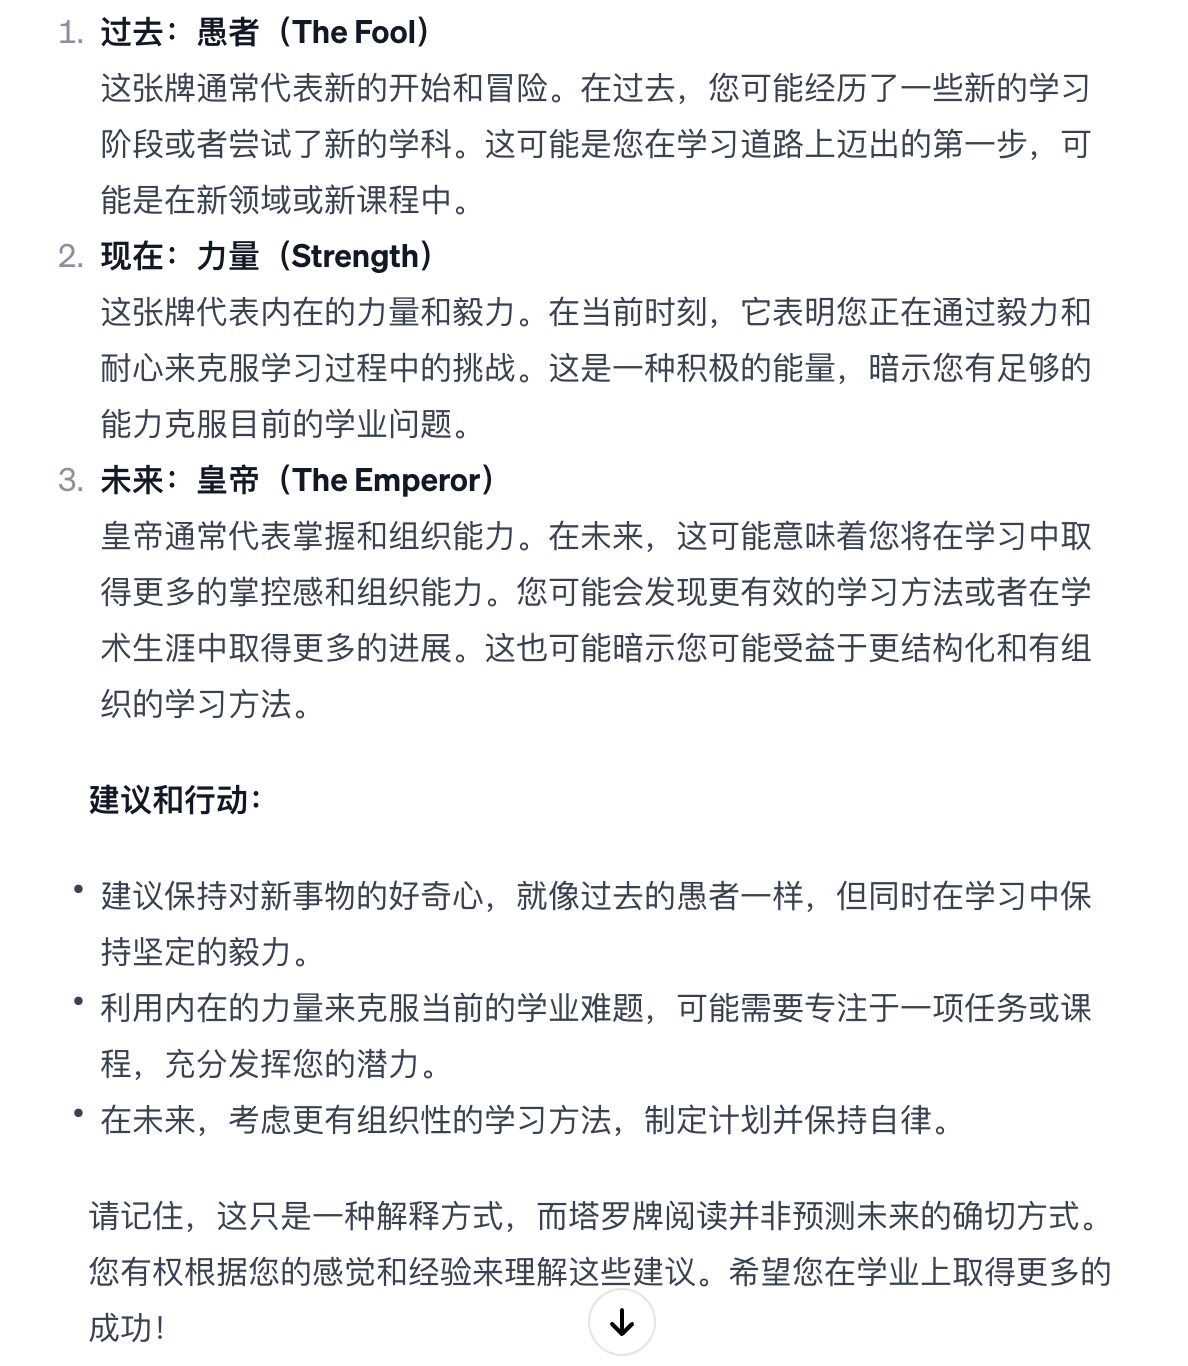 1. 过去：愚者（The Fool）
这张牌通常代表新的开始和冒险。在过去，您可能经历了一些新的学习
阶段或者尝试了新的学科。这可能是您在学习道路上迈出的第一步，可
能是在新领域或新课程中。
2. 现在：力量（Strength）
这张牌代表内在的力量和毅力。在当前时刻，它表明您正在通过毅力和
耐心来克服学习过程中的挑战。这是一种积极的能量，暗示您有足够的
能力克服目前的学业问题。
3. 未来：皇帝（The Emperor）
皇帝通常代表掌握和组织能力。在未来，这可能意味着您将在学习中取
得更多的掌控感和组织能力。您可能会发现更有效的学习方法或者在学
术生涯中取得更多的进展。这也可能暗示您可能受益于更结构化和有组
织的学习方法。
建议和行动：
• 建议保持对新事物的好奇心，就像过去的愚者一样，但同时在学习中保
持坚定的毅力。
• 利用内在的力量来克服当前的学业难题，可能需要专注于一项任务或课
程，充分发挥您的潜力。
• 在未来，考虑更有组织性的学习方法，制定计划并保持自律。
请记住，这只是一种解释方式，而塔罗牌阅读并非预测未来的确切方式。
您有权根据您的感觉和经验来理解这些建议。希望您在学业上取得更多的
成功！